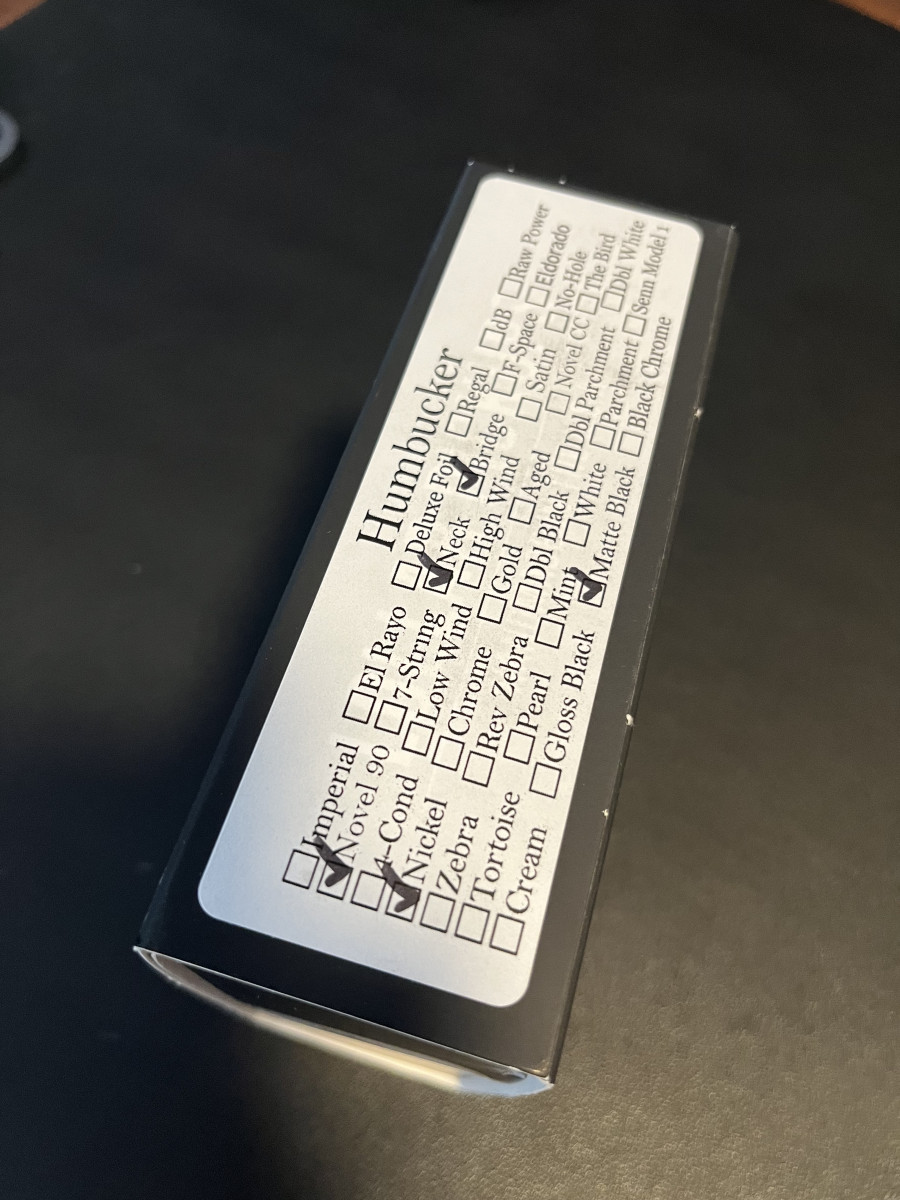 Humbucker
Imperial El Rayo Deluxe Foil Regal dB Raw Power
Novel 90 7-String Neck Bridge F-Space Eldorado
4-Cond Low Wind High Wind Satin No-Hole
Nickel Chrome Gold Aged Novel CC The Bird
Zebra Rev Zebra Dbl Black Dbl Parchment Dbl White
Tortoise Pearl Mint White Parchment Senn Model 1
Cream Gloss Black Matte Black Black Chrome